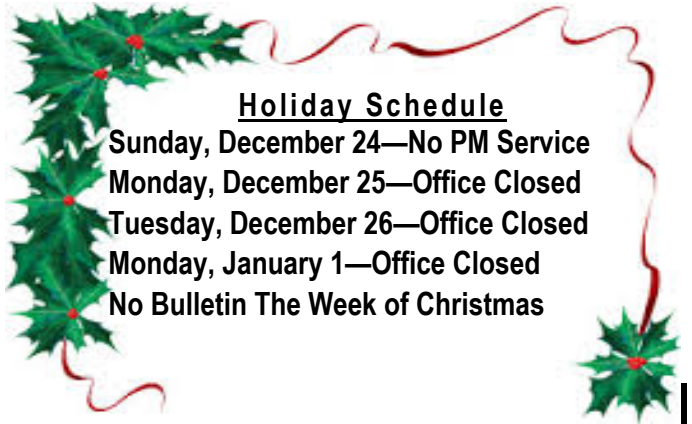 Holiday Schedule
Sunday, December 24—No PM Service
Monday, December 25—Office Closed
Tuesday, December 26—Office Closed
Monday, January 1—Office Closed
No Bulletin The Week of Christmas